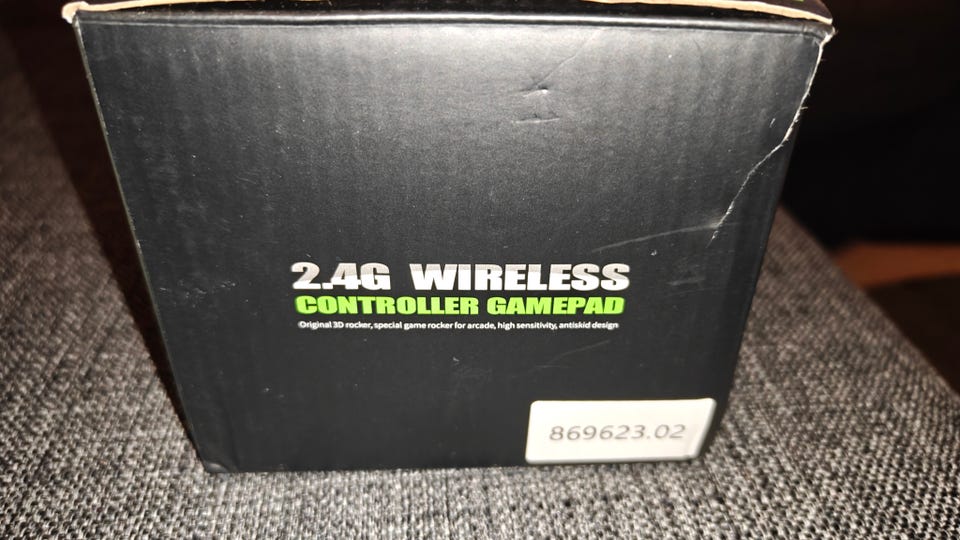 2.4G WIRELESS
CONTROLLER GAMEPAD
Original 3D rocker, special game rocker for arcade, high sensitivity, antiskid design
869623.02